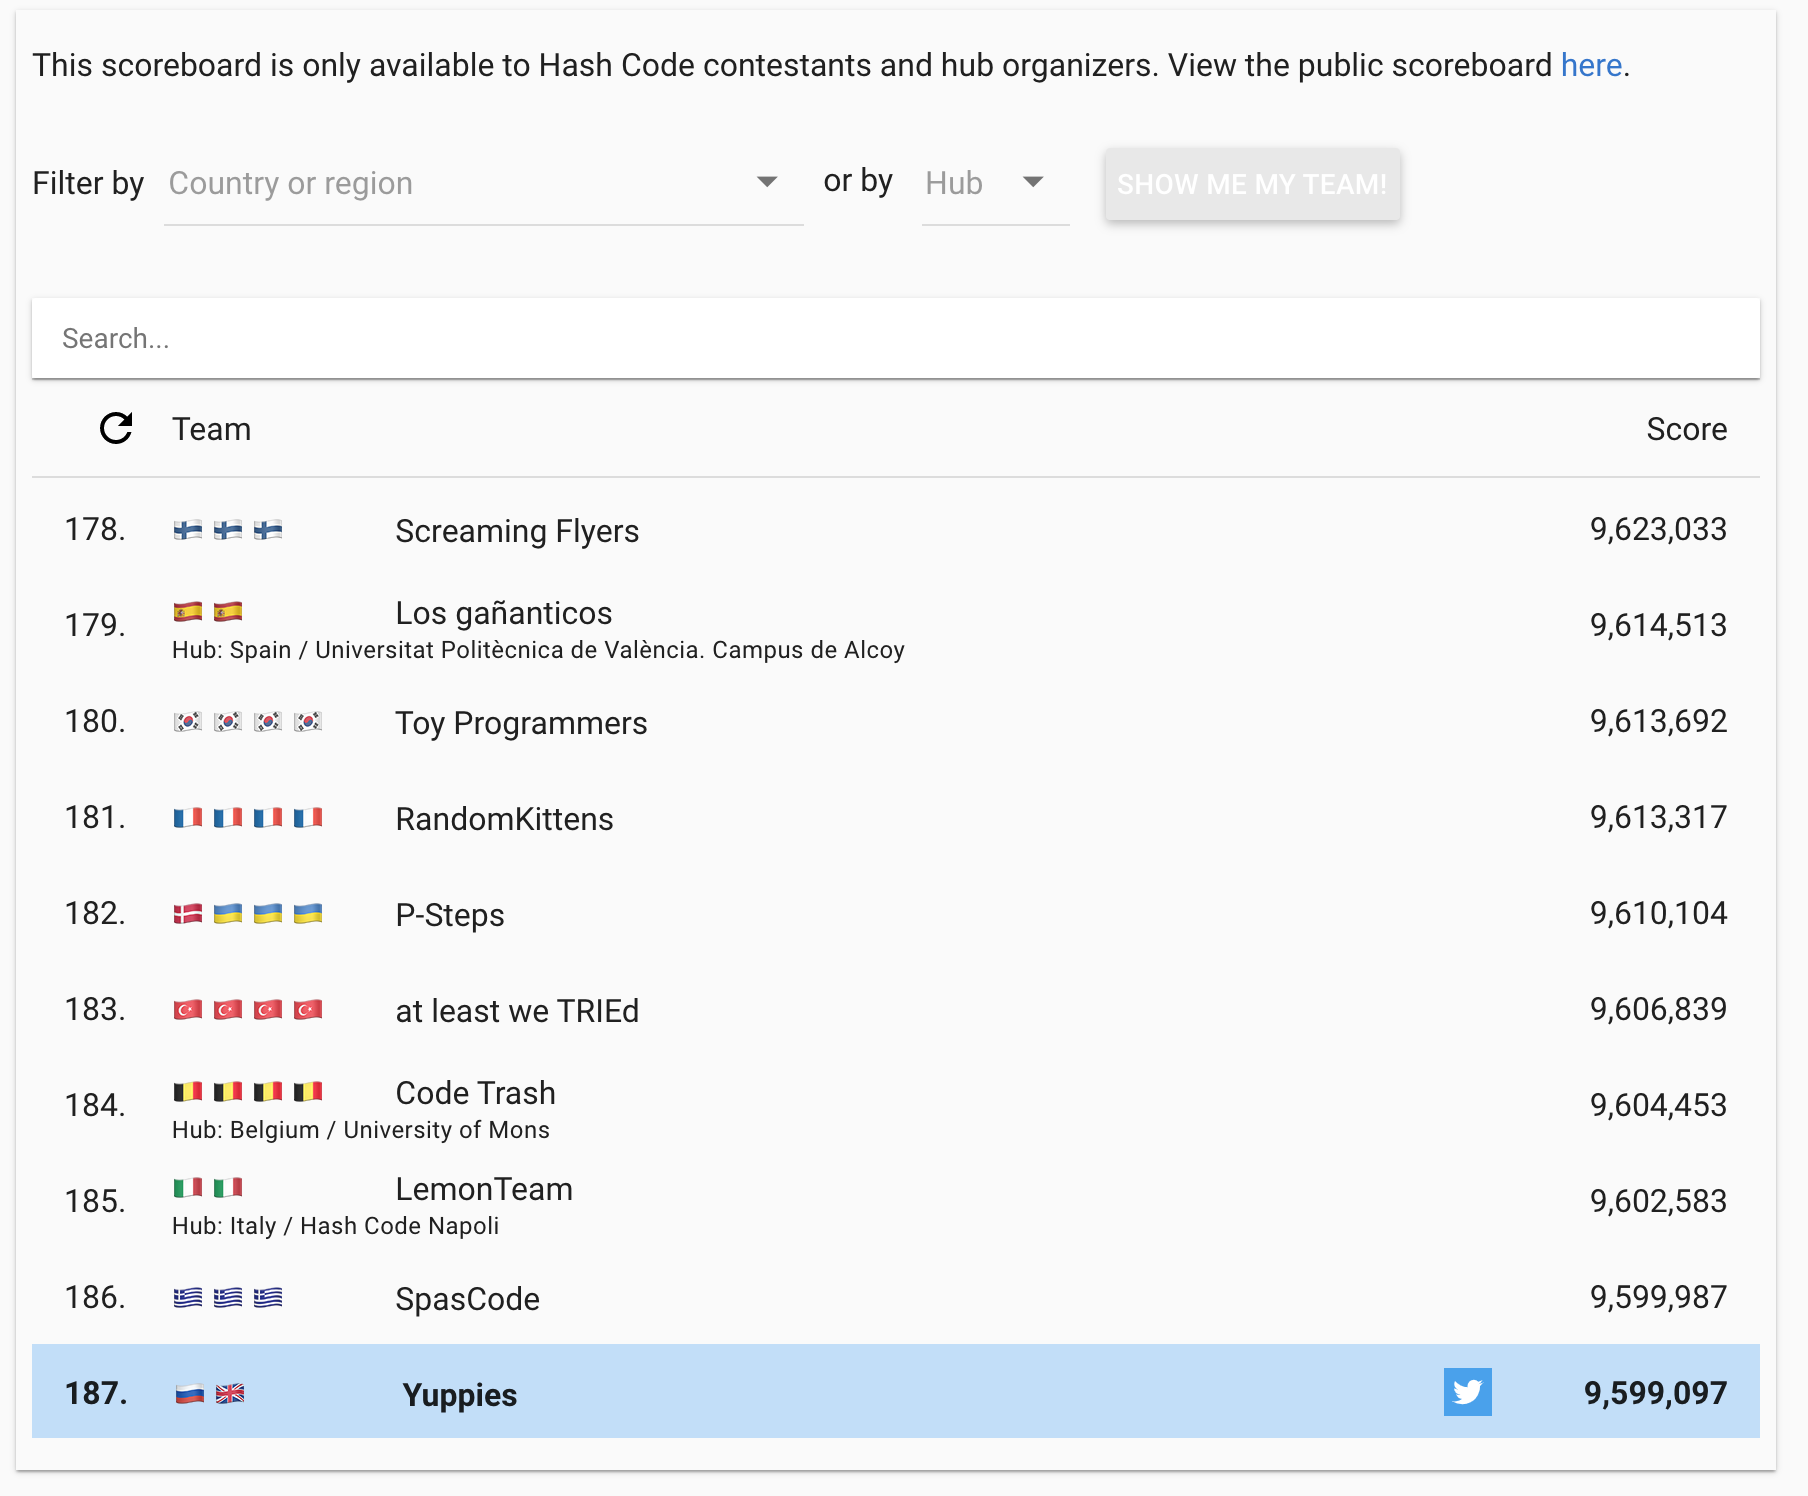 This scoreboard is only available to Hash Code contestants and hub organizers. View the public scoreboard here.
Filter by Country or region or by Hub SHOW ME MY TEAM!
Search...
Team Score
178. Screaming Flyers 9,623,033
179. Los gañanticos 9,614,513
Hub: Spain / Universitat Politècnica de València. Campus de Alcoy
180. Toy Programmers 9,613,692
181. RandomKittens 9,613,317
182. P-Steps 9,610,104
183. at least we TRIEd 9,606,839
184. Code Trash 9,604,453
Hub: Belgium / University of Mons
185. LemonTeam 9,602,583
Hub: Italy / Hash Code Napoli
186. SpasCode 9,599,987
187. Yuppies 9,599,097